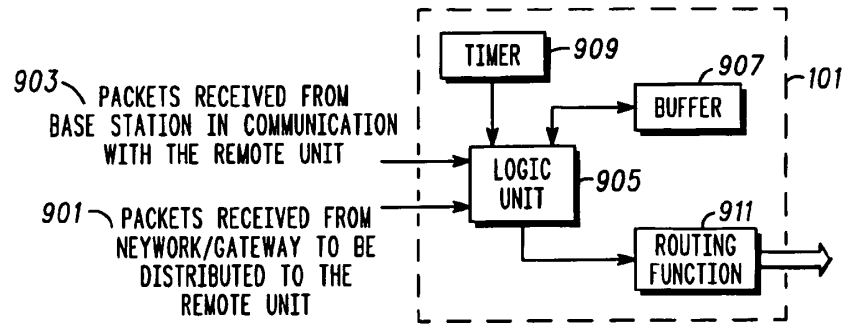 TIMER
909
907
BUFFER
101
903
PACKETS RECEIVED FROM
BASE STATION IN COMMUNICATION
WITH THE REMOTE UNIT
LOGIC
UNIT
905
901
PACKETS RECEIVED FROM
NEYWORK/GATEWAY TO BE
DISTRIBUTED TO THE
REMOTE UNIT
911
ROUTING
FUNCTION